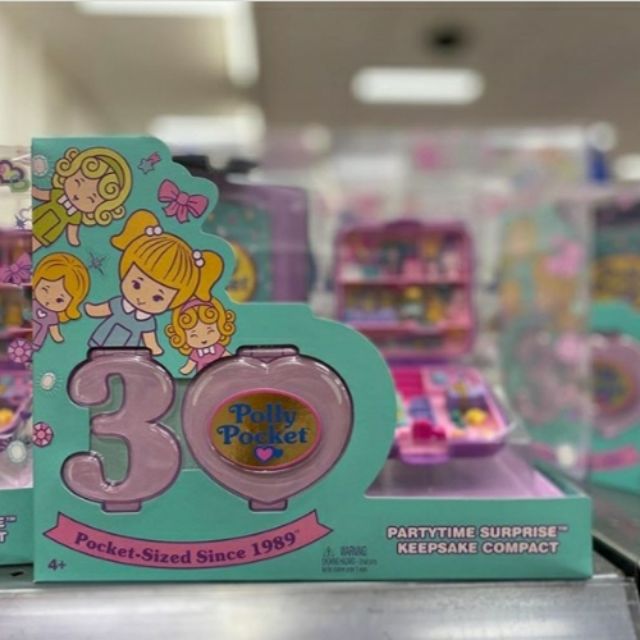 30
Polly
Pocket
Pocket-Sized Since 1989™
4+
WARNING
PARTYTIME SURPRISE™
KEEPSAKE COMPACT